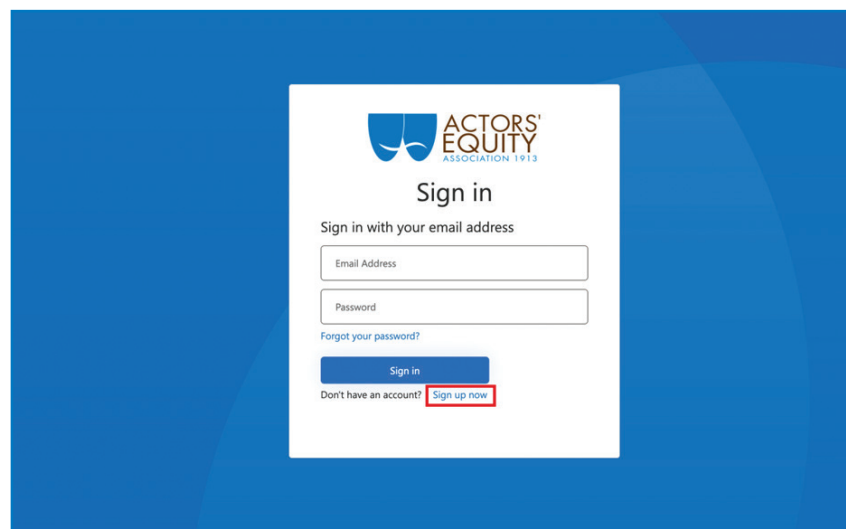 ACTORS'
EQUITY
ASSOCIATION 1913
Sign in
Sign in with your email address
Email Address
Password
Forgot your password?
Sign in
Don't have an account? Sign up now